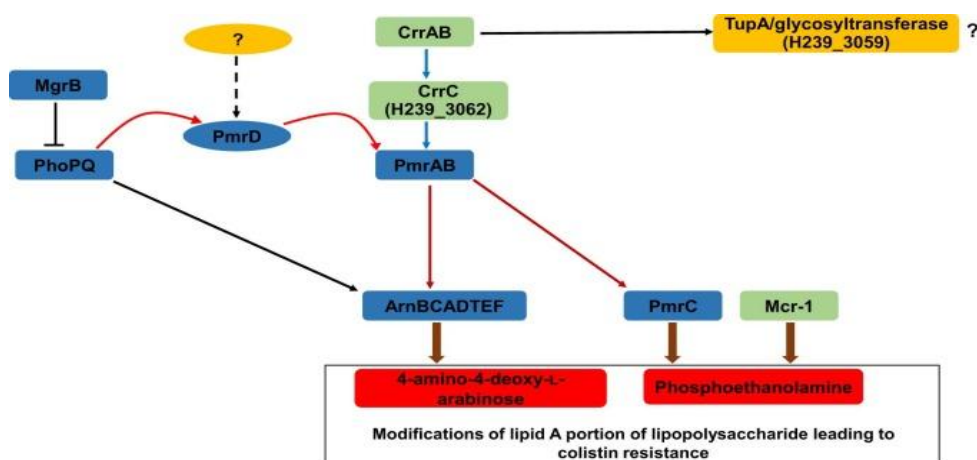 ?
CrrAB
TupA/glycosyltransferase
(H239_3059)
?
MgrB
CrrC
(H239_3062)
PmrD
PhoPQ
PmrAB
ArnBCADTEF
PmrC
Mcr-1
4-amino-4-deoxy-L-
arabinose
Phosphoethanolamine
Modifications of lipid A portion of lipopolysaccharide leading to
colistin resistance